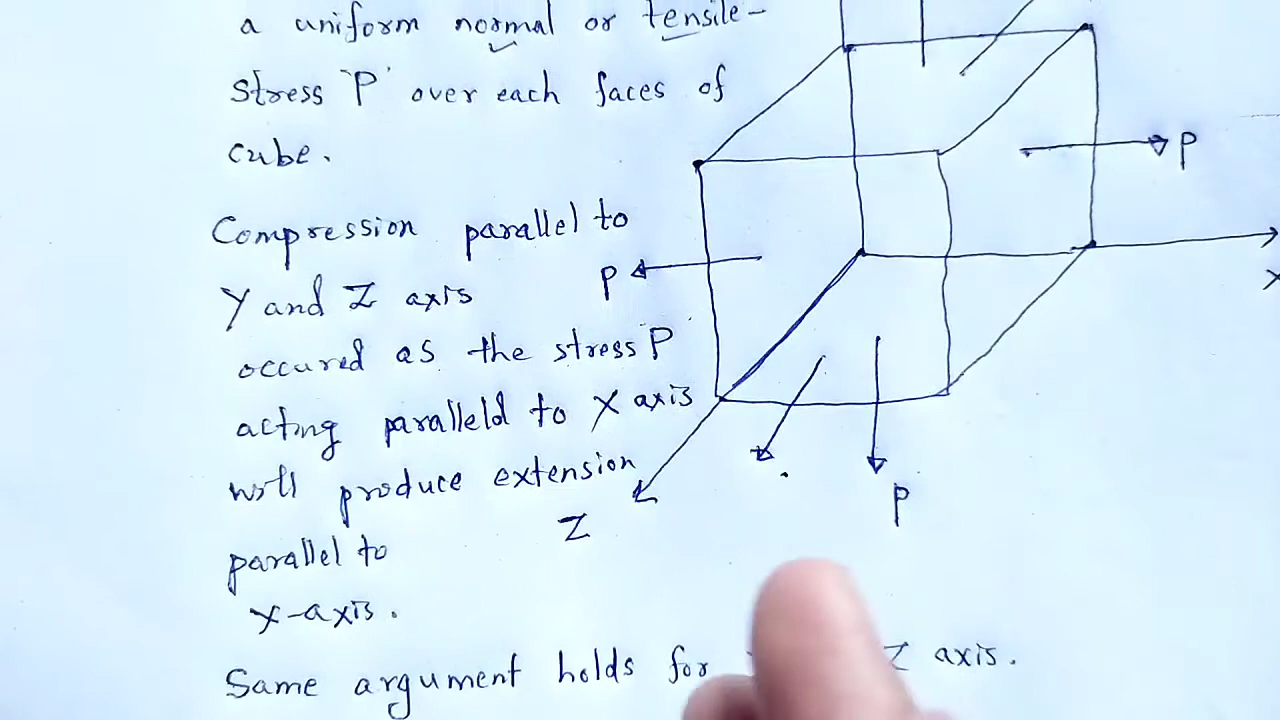 a uniform normal or tensile-
stress 'P' over each faces of
cube.
Compression parallel to
Y and Z axis
occured as the stress P
acting paralleld to X axis
will produce extension
parallel to
X-axis.
Same argument holds for Z axis.
P
P
P
X
Z